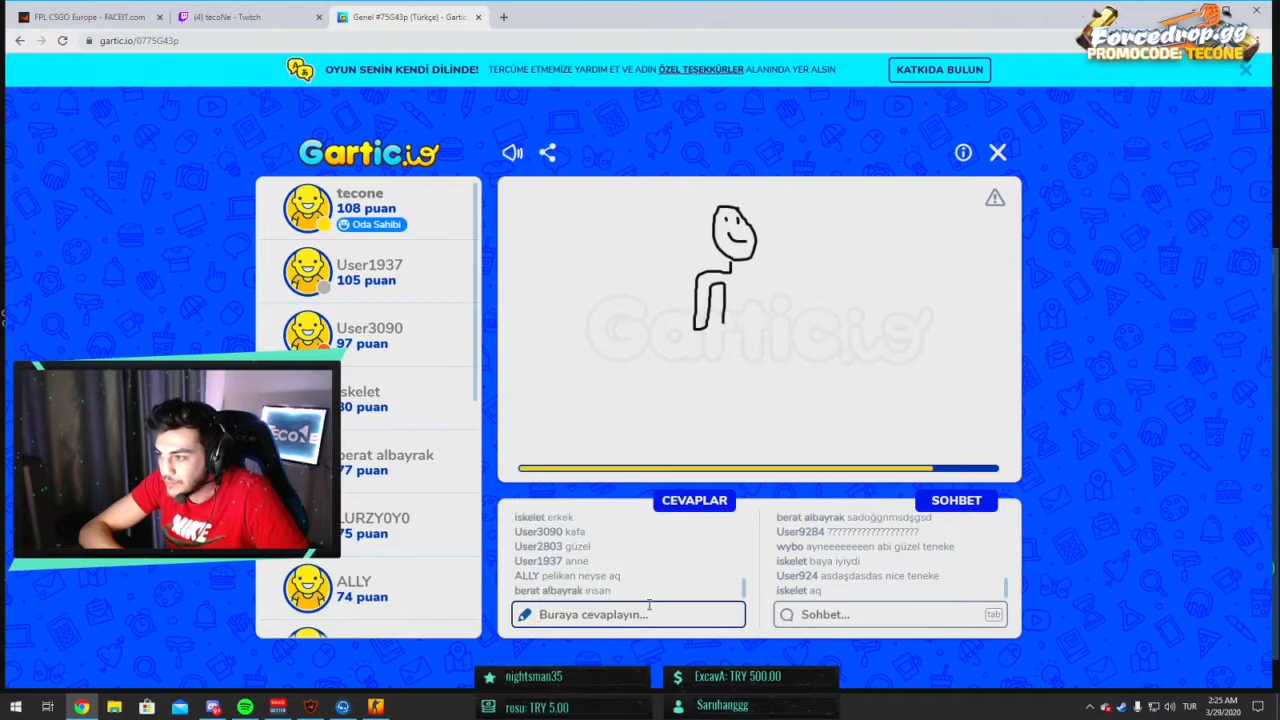 FPL CSGO Europe - FACEIT.com
(4) tecoNe - Twitch
Genel #75G43p (Türkçe) - Gartic.
gartic.io/0775G43p
Forcedrop.gg
PROMOCODE: TECONE
OYUN SENİN KENDİ DİLİNDE! TERCÜME ETMEMİZE YARDIM ET VE ADIN ÖZEL TEŞEKKÜRLER ALANINDA YER ALSIN
KATKIDA BULUN
Gartic.io
tecone
108 puan
Oda Sahibi
User1937
105 puan
User3090
97 puan
iskelet
80 puan
berat albayrak
77 puan
LURZY0Y0
75 puan
ALLY
74 puan
Gartic.io
TECONE
CEVAPLAR
iskelet erkek
User3090 kafa
User2803 güzel
User1937 anne
ALLY pelikan neyse aq
berat albayrak insan
Buraya cevaplayın...
SOHBET
berat albayrak sadoğgnmsdşgsd
User9284 ???????????????????
wybo ayneeeeeeeen abi güzel teneke
iskelet baya iyiydi
User924 asdaşdasdas nice teneke
iskelet aq
Sohbet...
tab
nightsman35
ExcavA: TRY 500.00
rosu: TRY 5.00
Saruhanggg
TUR
2:25 AM
3/29/2020